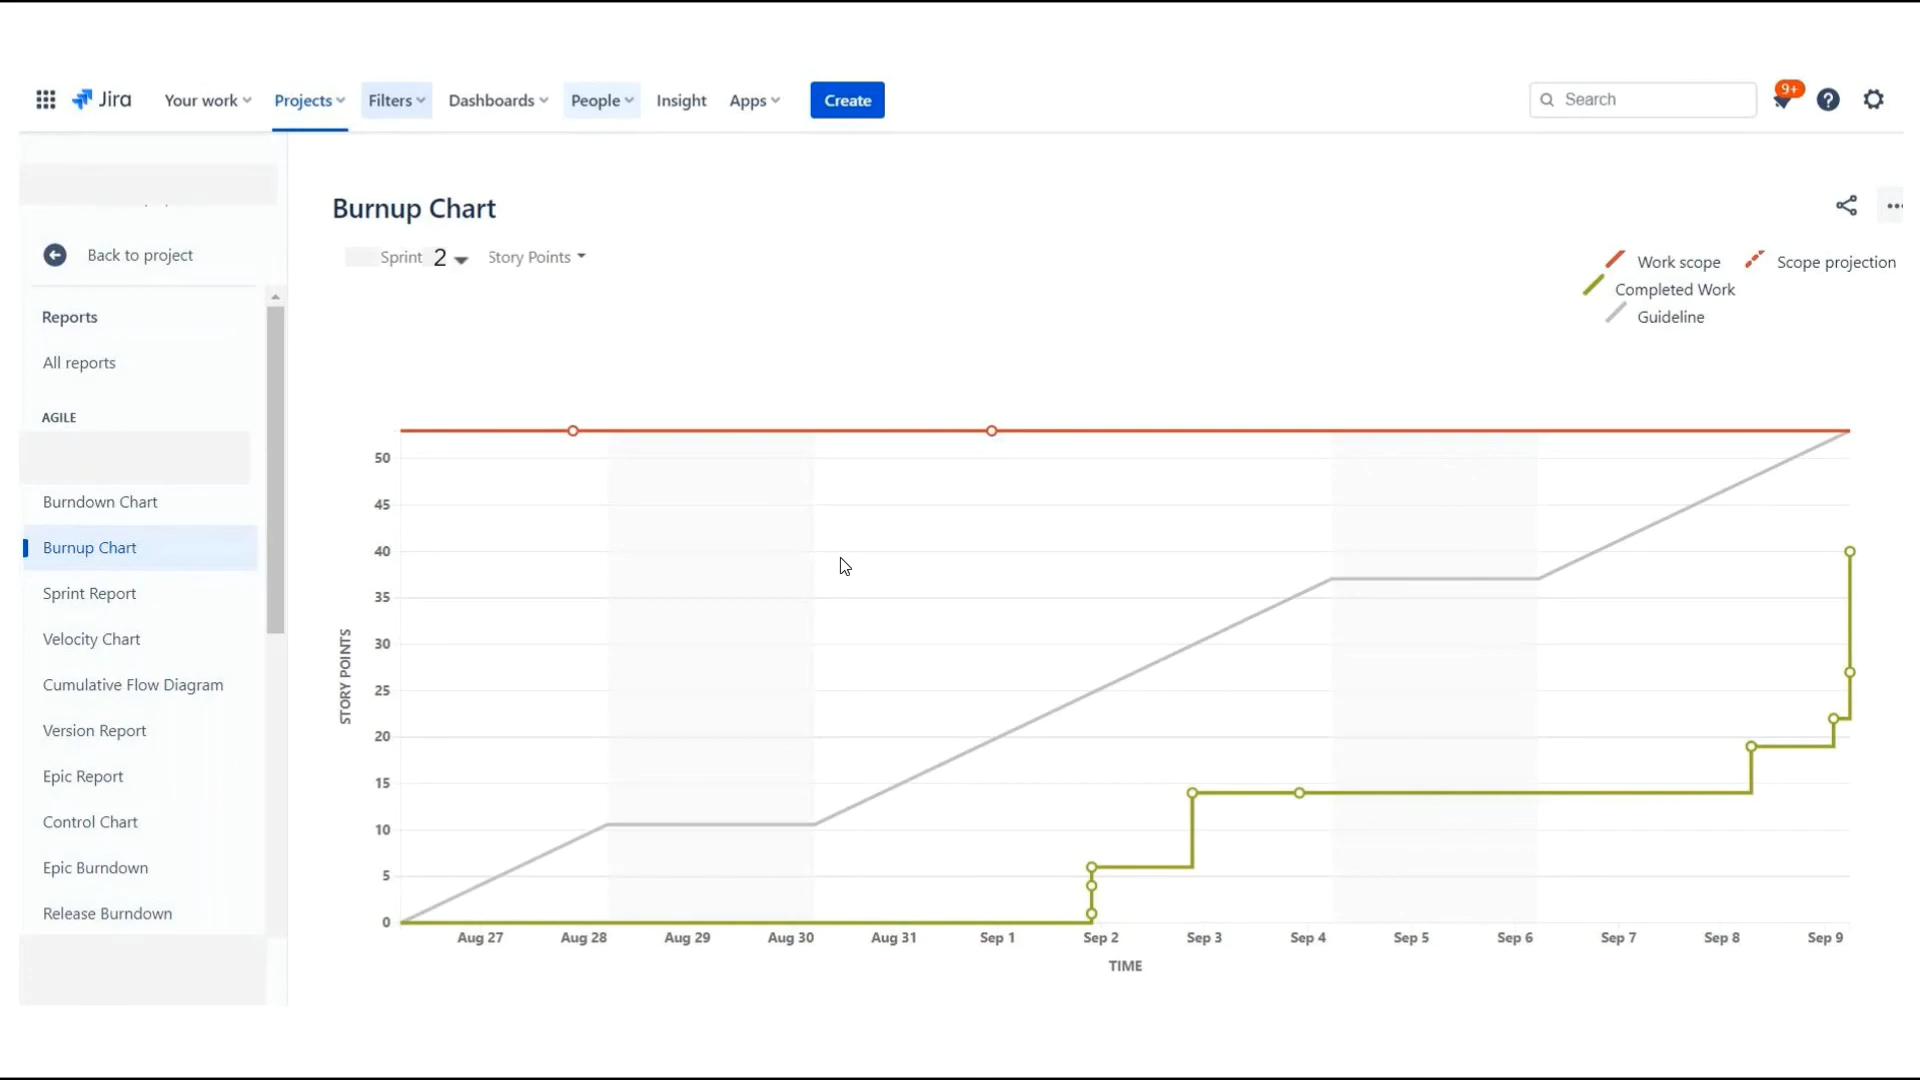 Jira Your work Projects Filters Dashboards People Insight Apps Create Search 9+ ?
Burnup Chart
Back to project
Sprint 2 Story Points
Work scope Scope projection
Completed Work
Guideline
Reports
All reports
AGILE
Burndown Chart
Burnup Chart
Sprint Report
Velocity Chart
Cumulative Flow Diagram
Version Report
Epic Report
Control Chart
Epic Burndown
Release Burndown
STORY POINTS
50
45
40
35
30
25
20
15
10
5
0
Aug 27 Aug 28 Aug 29 Aug 30 Aug 31 Sep 1 Sep 2 Sep 3 Sep 4 Sep 5 Sep 6 Sep 7 Sep 8 Sep 9
TIME